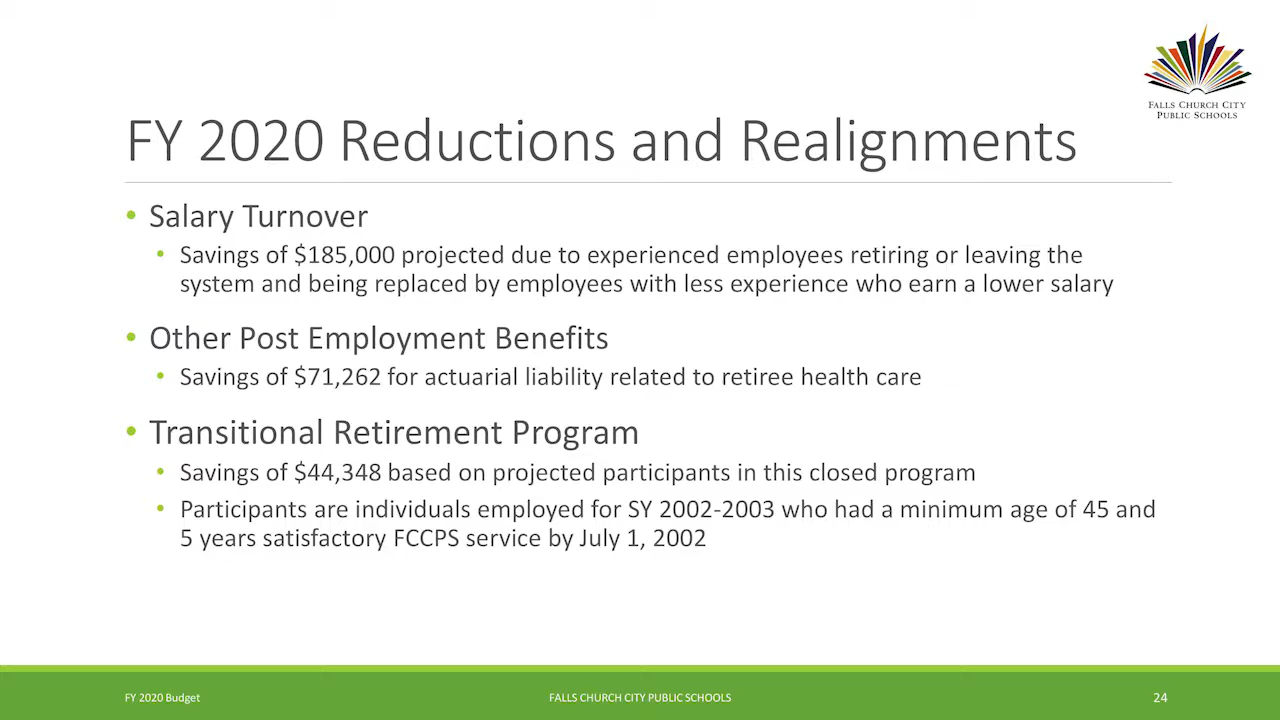 FALLS CHURCH CITY
PUBLIC SCHOOLS
FY 2020 Reductions and Realignments
• Salary Turnover
• Savings of $185,000 projected due to experienced employees retiring or leaving the
system and being replaced by employees with less experience who earn a lower salary
• Other Post Employment Benefits
• Savings of $71,262 for actuarial liability related to retiree health care
• Transitional Retirement Program
• Savings of $44,348 based on projected participants in this closed program
• Participants are individuals employed for SY 2002-2003 who had a minimum age of 45 and
5 years satisfactory FCCPS service by July 1, 2002
FY 2020 Budget
FALLS CHURCH CITY PUBLIC SCHOOLS
24